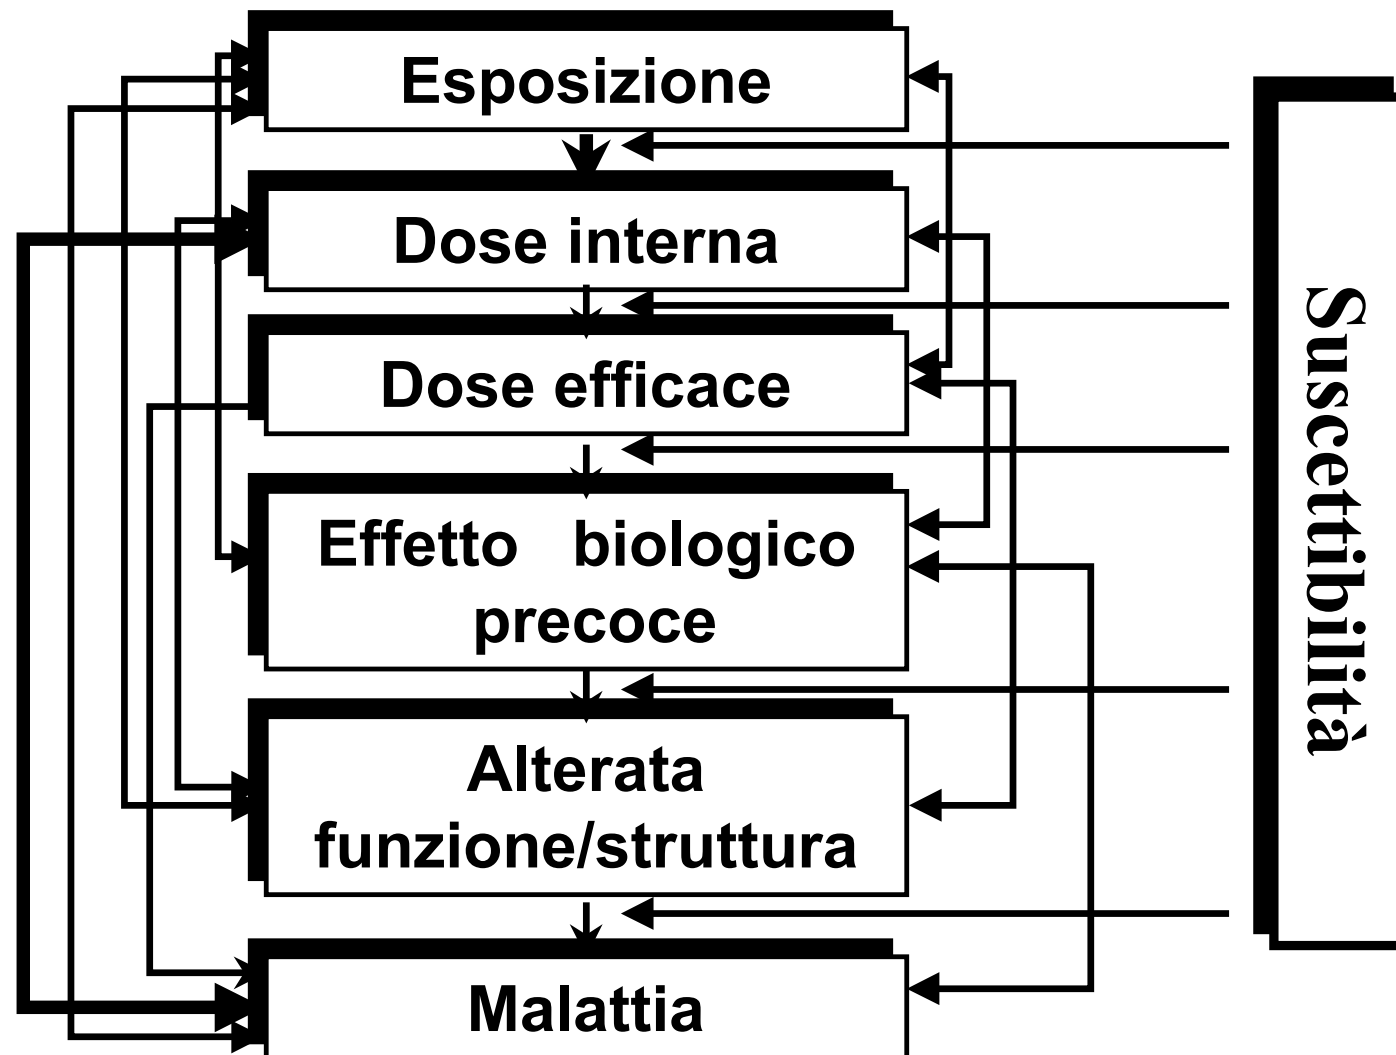 Esposizione
Dose interna
Dose efficace
Effetto biologico
precoce
Alterata
funzione/struttura
Malattia
Suscettibilità